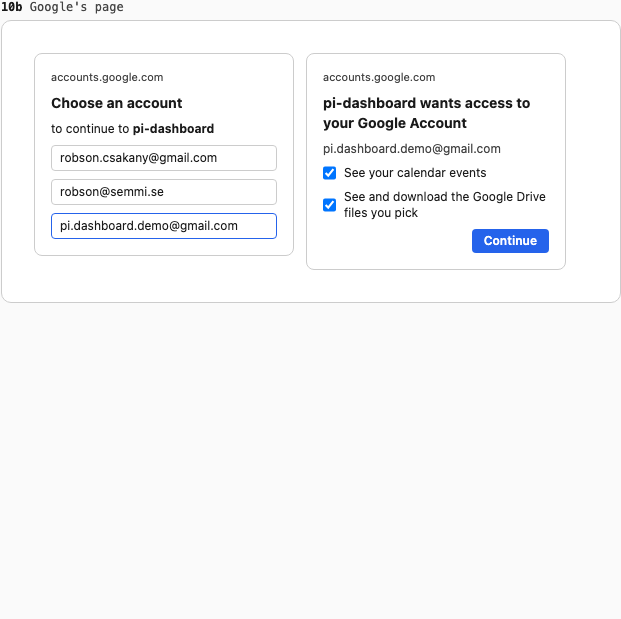 10b Google's page
accounts.google.com
Choose an account
to continue to pi-dashboard
robson.csakany@gmail.com
robson@semmi.se
pi.dashboard.demo@gmail.com
accounts.google.com
pi-dashboard wants access to
your Google Account
pi.dashboard.demo@gmail.com
See your calendar events
See and download the Google Drive
files you pick
Continue